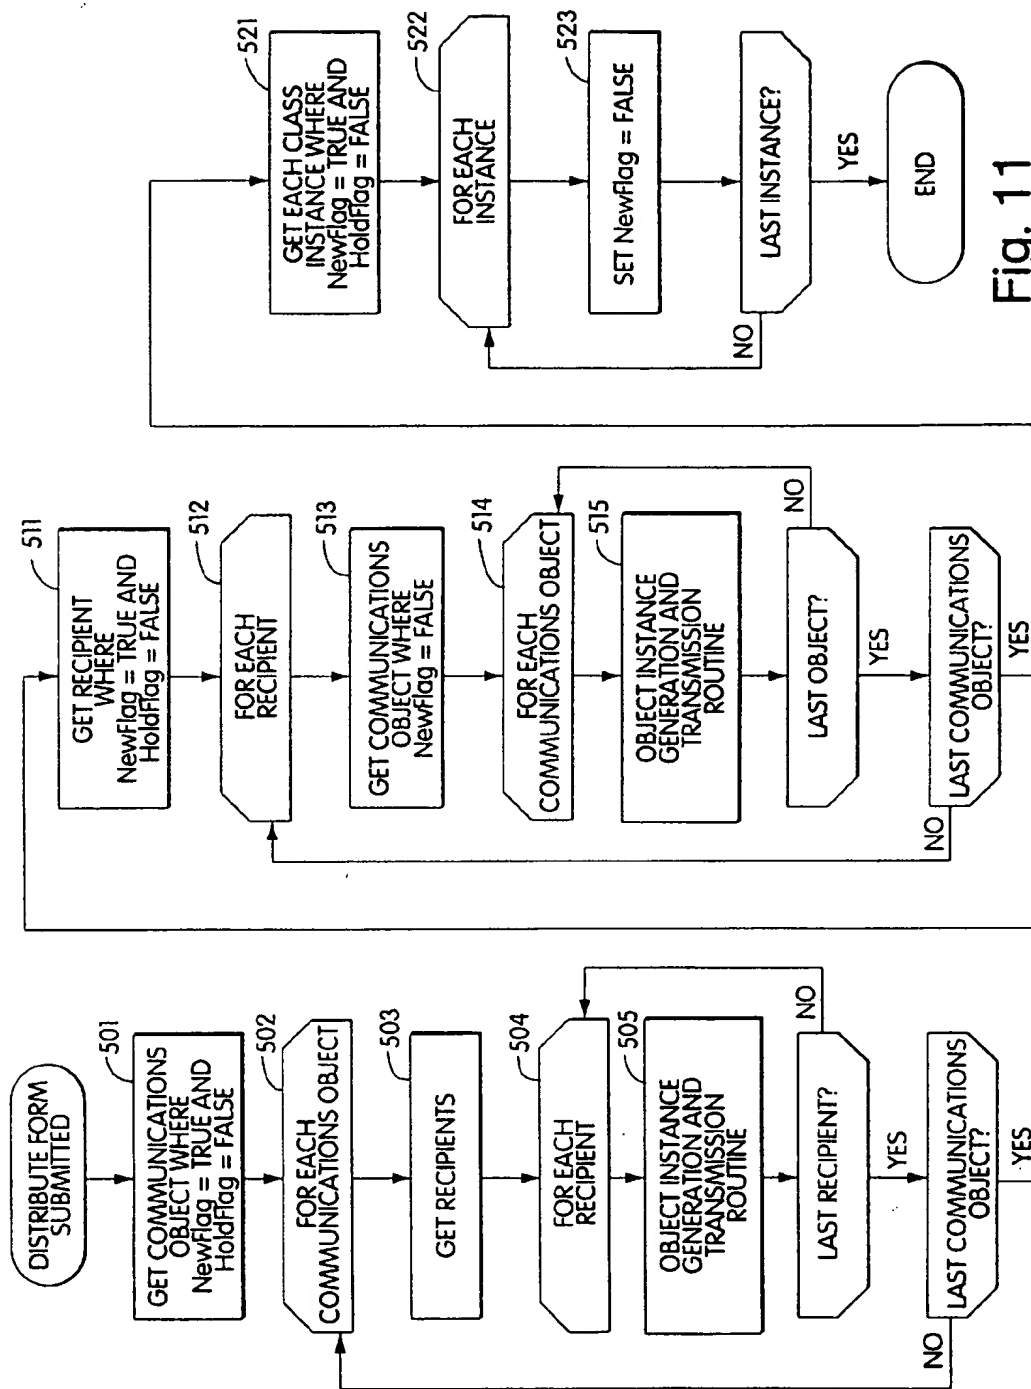 DISTRIBUTE FORM
SUBMITTED
501
GET COMMUNICATIONS
OBJECT WHERE
NewFlag = TRUE AND
HoldFlag = FALSE
502
FOR EACH
COMMUNICATIONS OBJECT
503
GET RECIPIENTS
504
FOR EACH
RECIPIENT
505
OBJECT INSTANCE
GENERATION AND
TRANSMISSION
ROUTINE
LAST RECIPIENT?
NO
YES
LAST COMMUNICATIONS
OBJECT?
NO
YES
511
GET RECIPIENT
WHERE
NewFlag = TRUE AND
HoldFlag = FALSE
512
FOR EACH
RECIPIENT
513
GET COMMUNICATIONS
OBJECT WHERE
NewFlag = FALSE
514
FOR EACH
COMMUNICATIONS OBJECT
515
OBJECT INSTANCE
GENERATION AND
TRANSMISSION
ROUTINE
LAST OBJECT?
NO
YES
LAST COMMUNICATIONS
OBJECT?
NO
YES
521
GET EACH CLASS
INSTANCE WHERE
NewFlag = TRUE AND
HoldFlag = FALSE
522
FOR EACH
INSTANCE
523
SET NewFlag = FALSE
LAST INSTANCE?
NO
YES
END
Fig. 11